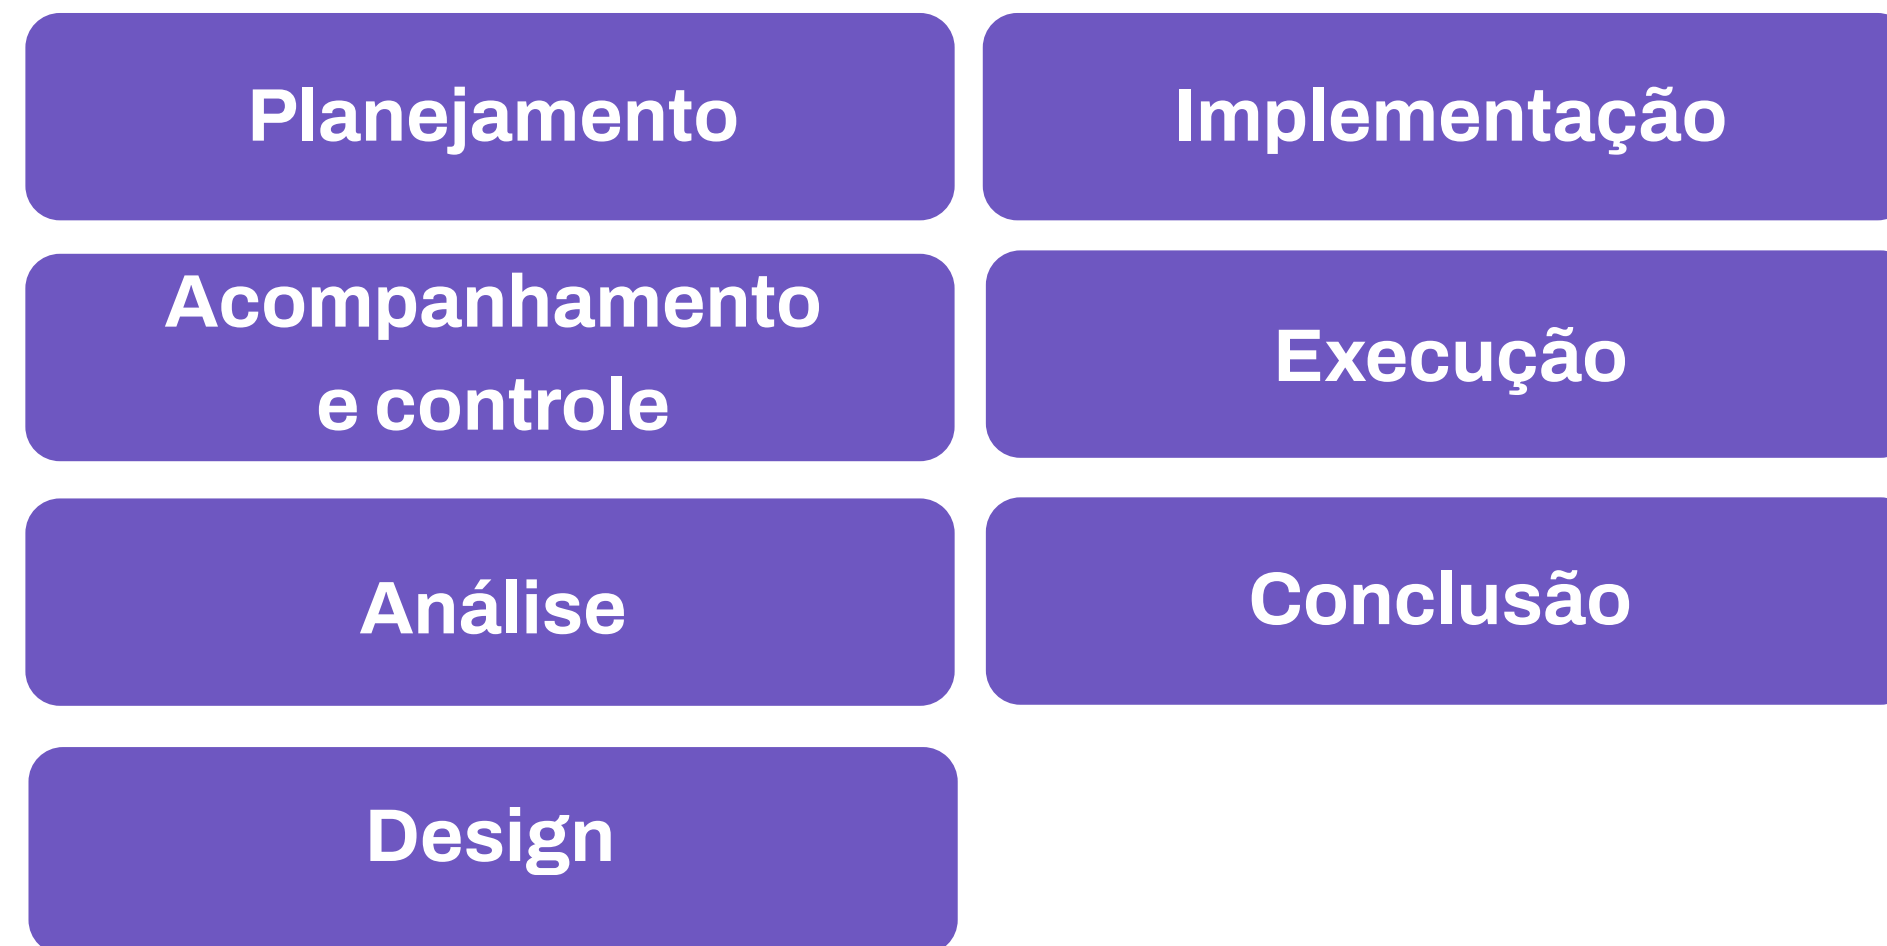 Planejamento
Acompanhamento
e controle
Análise
Design
Implementação
Execução
Conclusão